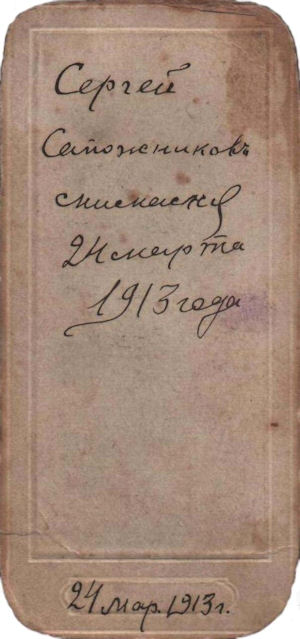 Сергей
Сапожниковъ
снимался
24 марта
1913 года
24 мар. 1913 г.